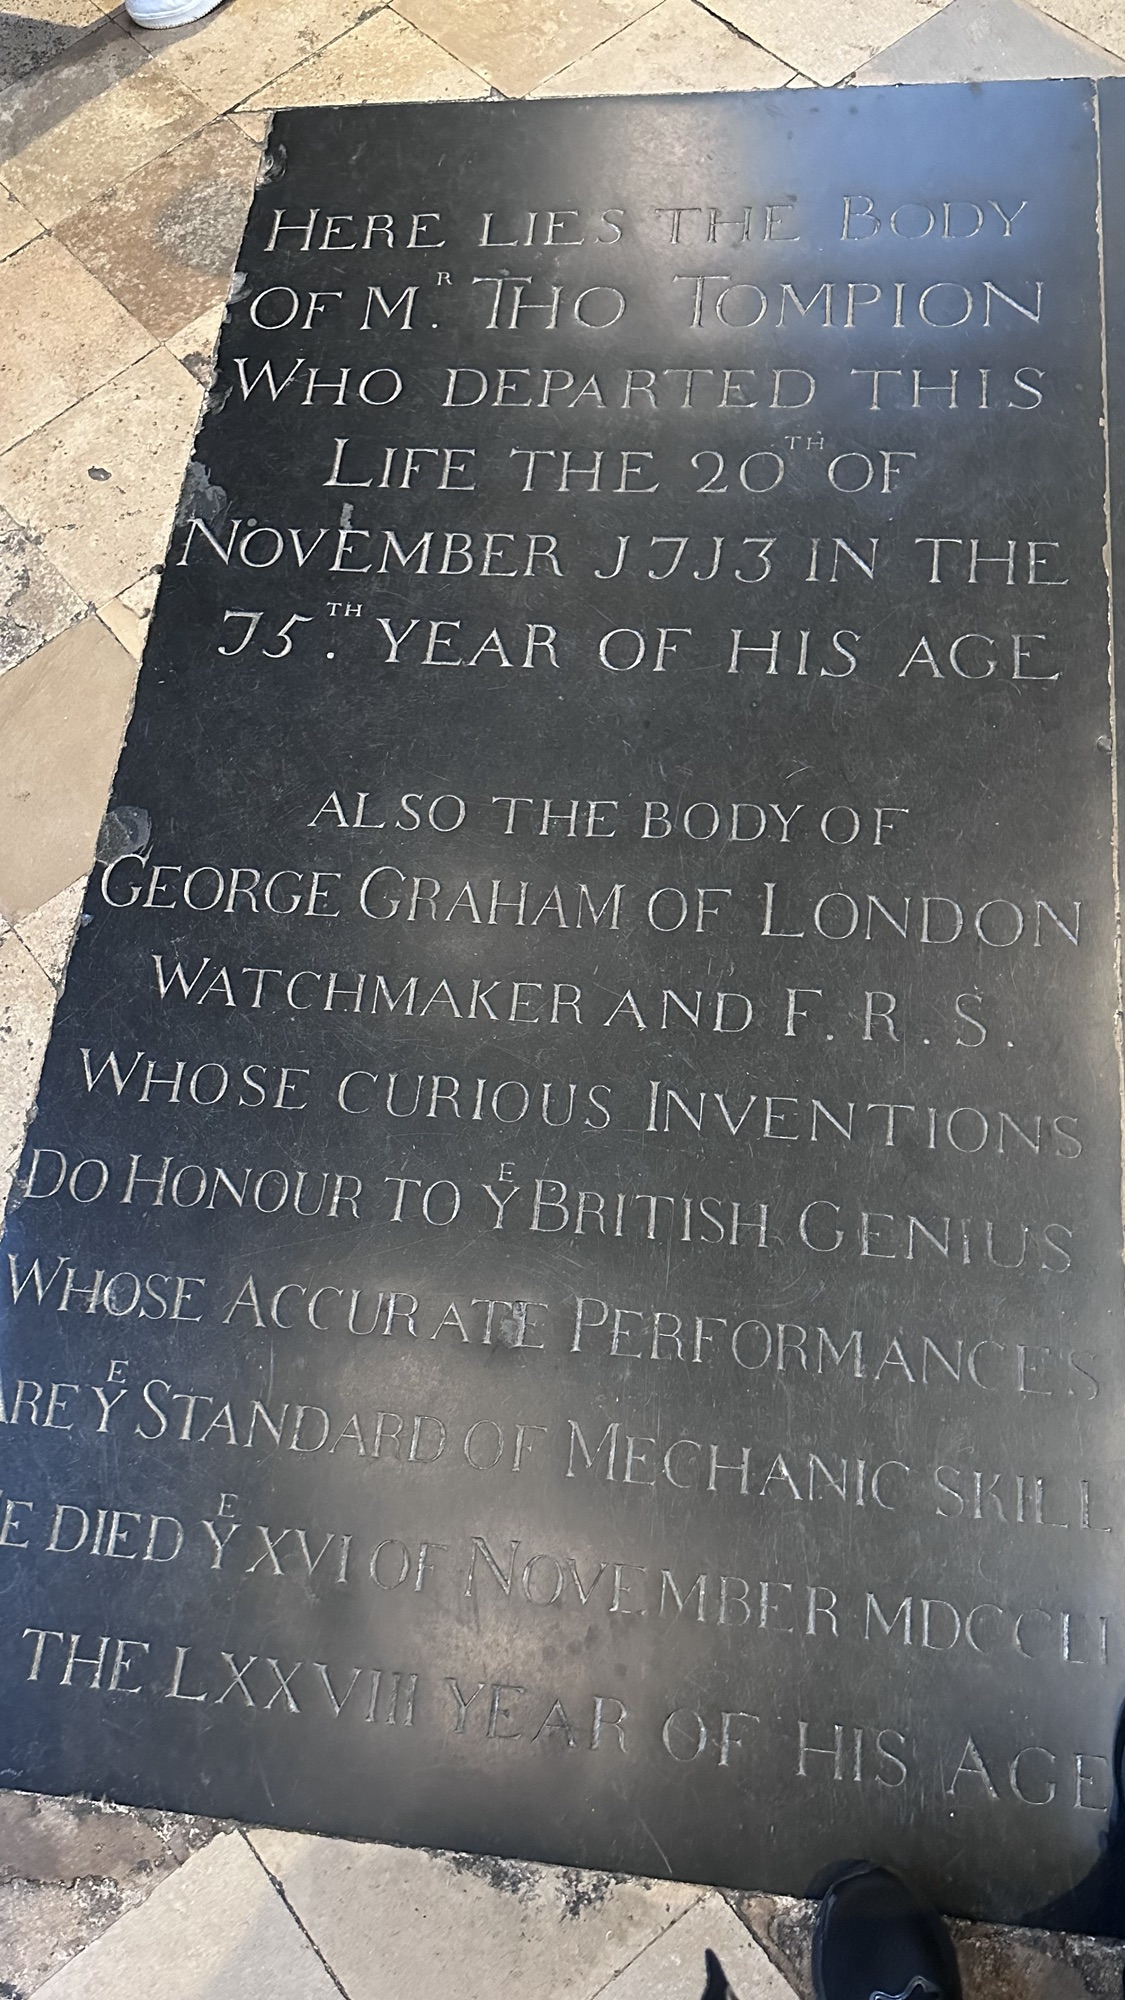 HERE LIES THE BODY
OF MR. THO TOMPION
WHO DEPARTED THIS
LIFE THE 20TH OF
NOVEMBER 1713 IN THE
75TH. YEAR OF HIS AGE
ALSO THE BODY OF
GEORGE GRAHAM OF LONDON
WATCHMAKER AND F. R. S.
WHOSE CURIOUS INVENTIONS
DO HONOUR TO YE BRITISH GENIUS
WHOSE ACCURATE PERFORMANCES
ARE YE STANDARD OF MECHANIC SKILL
E DIED YE XVI OF NOVEMBER MDCCLI
THE LXXVIII YEAR OF HIS AGE